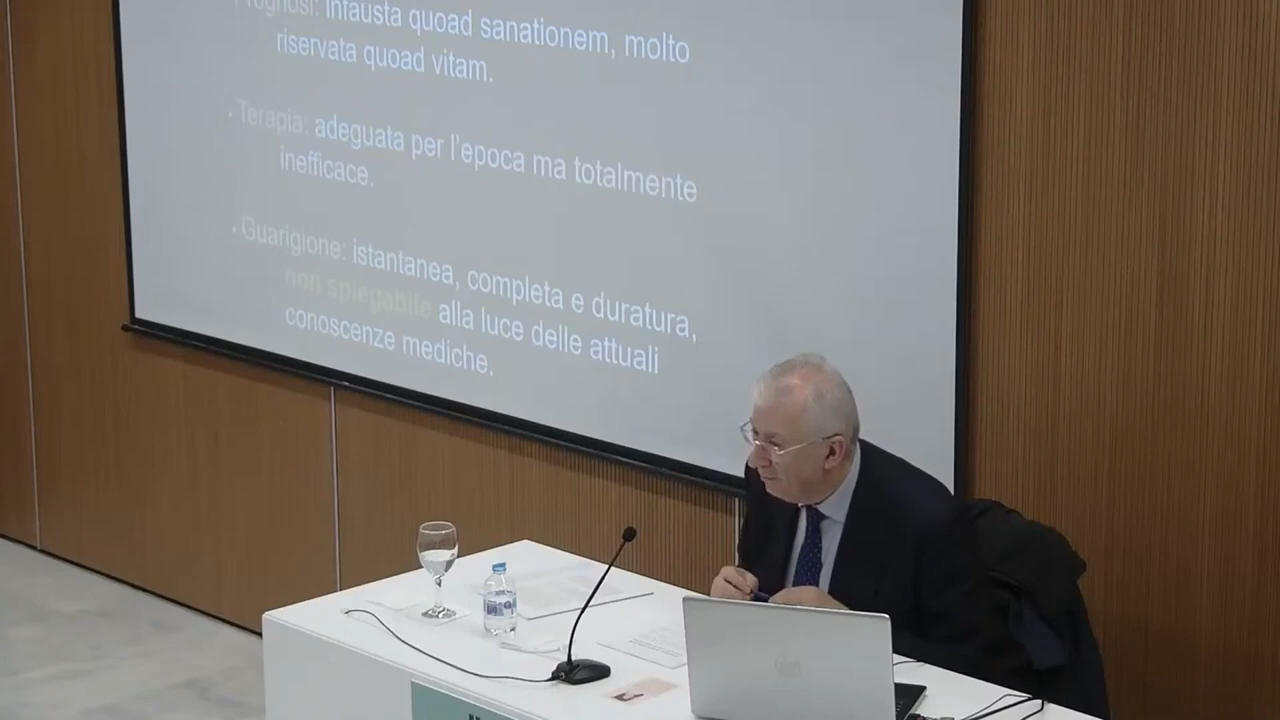 Prognosi: infausta quoad sanationem, molto
riservata quoad vitam.
• Terapia: adeguata per l'epoca ma totalmente
inefficace.
• Guarigione: istantanea, completa e duratura,
non spiegabile alla luce delle attuali
conoscenze mediche.